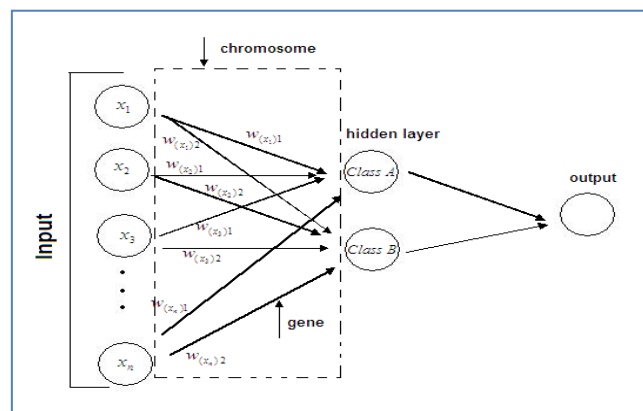 chromosome
Input
x1
w(x1)1
w(x1)2
hidden layer
x2
w(x2)1
w(x2)2
Class A
output
x3
w(x3)1
w(x3)2
Class B
w(xn)1
gene
xn
w(xn)2